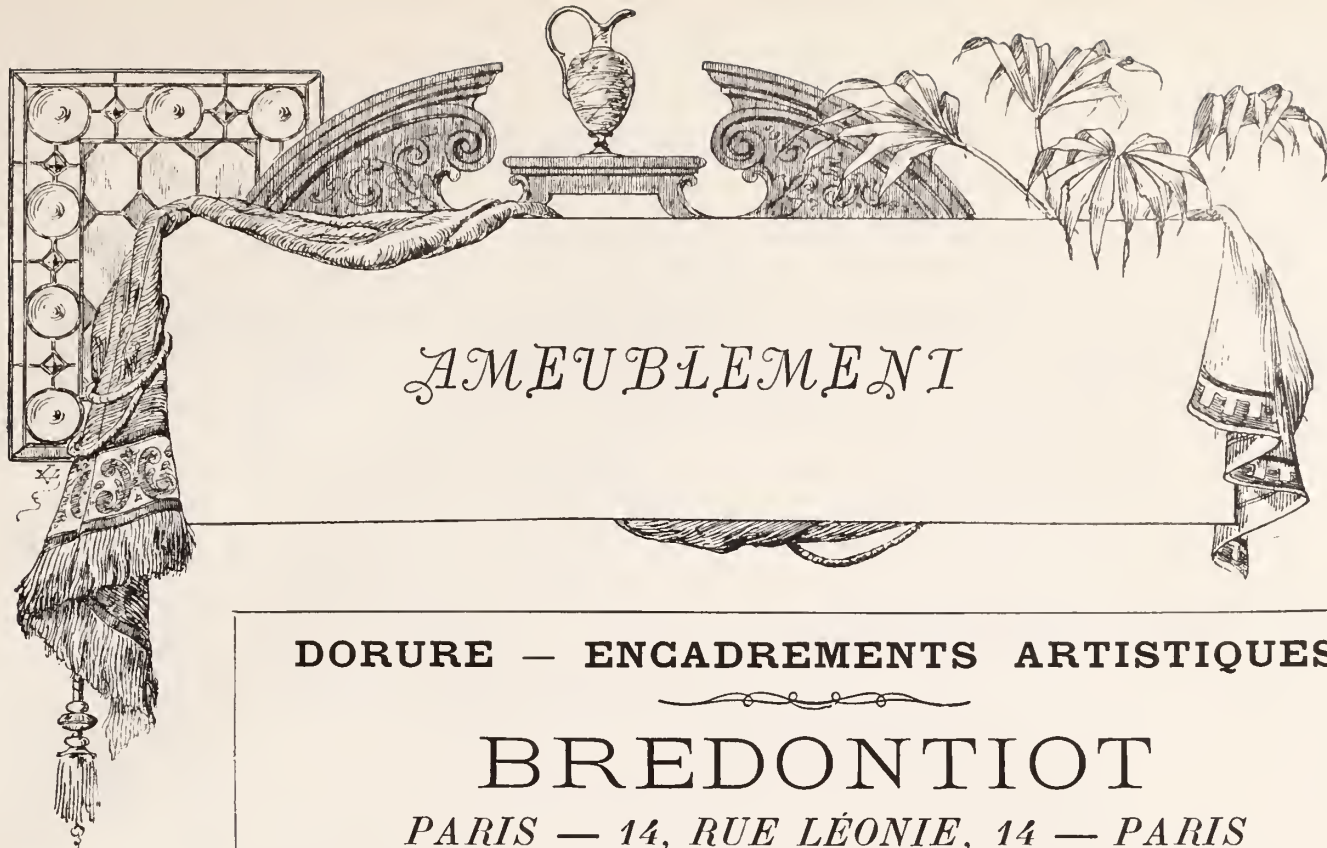 AMEUBLEMENT
DORURE — ENCADREMENTS ARTISTIQUES
BREDONTIOT
PARIS — 14, RUE LÉONIE, 14 — PARIS